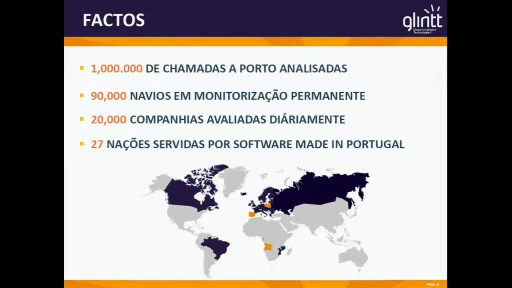 FACTOS
glintt
1,000.000 DE CHAMADAS A PORTO ANALISADAS
90,000 NAVIOS EM MONITORIZAÇÃO PERMANENTE
20,000 COMPANHIAS AVALIADAS DIÁRIAMENTE
27 NAÇÕES SERVIDAS POR SOFTWARE MADE IN PORTUGAL